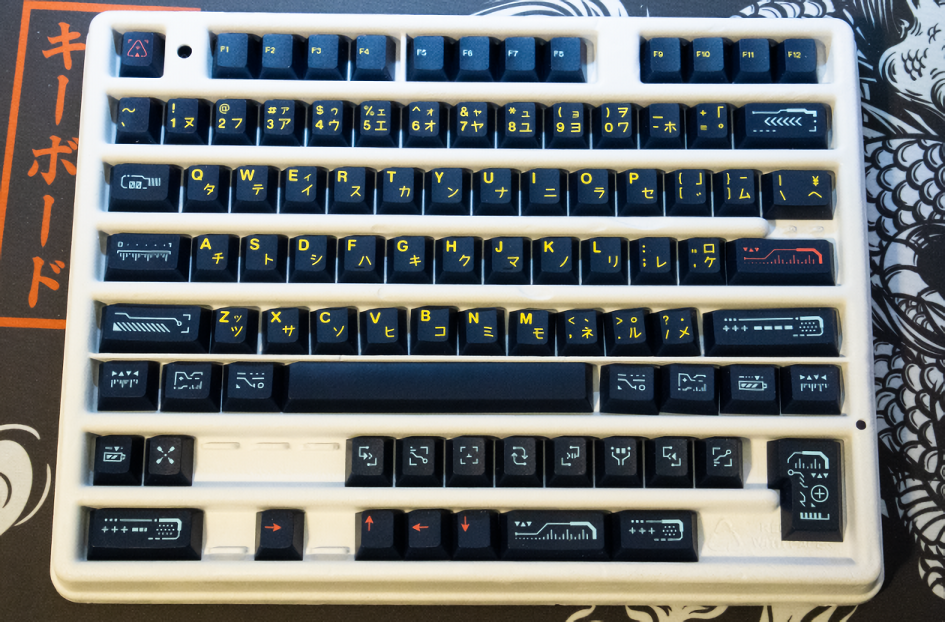 キーボード
F1 F2 F3 F4 F5 F6 F7 F8 F9 F10 F11 F12
~ ` ! 1 ヌ @ 2 フ # ァ 3 ア $ ゥ 4 ウ % ェ 5 エ ^ ォ 6 オ & ャ 7 ヤ * ュ 8 ユ ( ョ 9 ヨ ) ヲ 0 ワ _ - ホ + 「 = °
00 Q タ W テ E ィ イ R ス T カ Y ン U ナ I ニ O ラ P セ { 」 [ ゛ } ー ] ム | ¥ \ ヘ
0 1 A チ S ト D シ F ハ G キ H ク J マ K ノ L リ : ; レ " ロ ' ケ
Z ッ ツ X サ C ソ V ヒ B コ N ミ M モ < 、 , ネ > 。 . ル ? ・ / メ
+++
+++ → ↑ ← ↓ +++